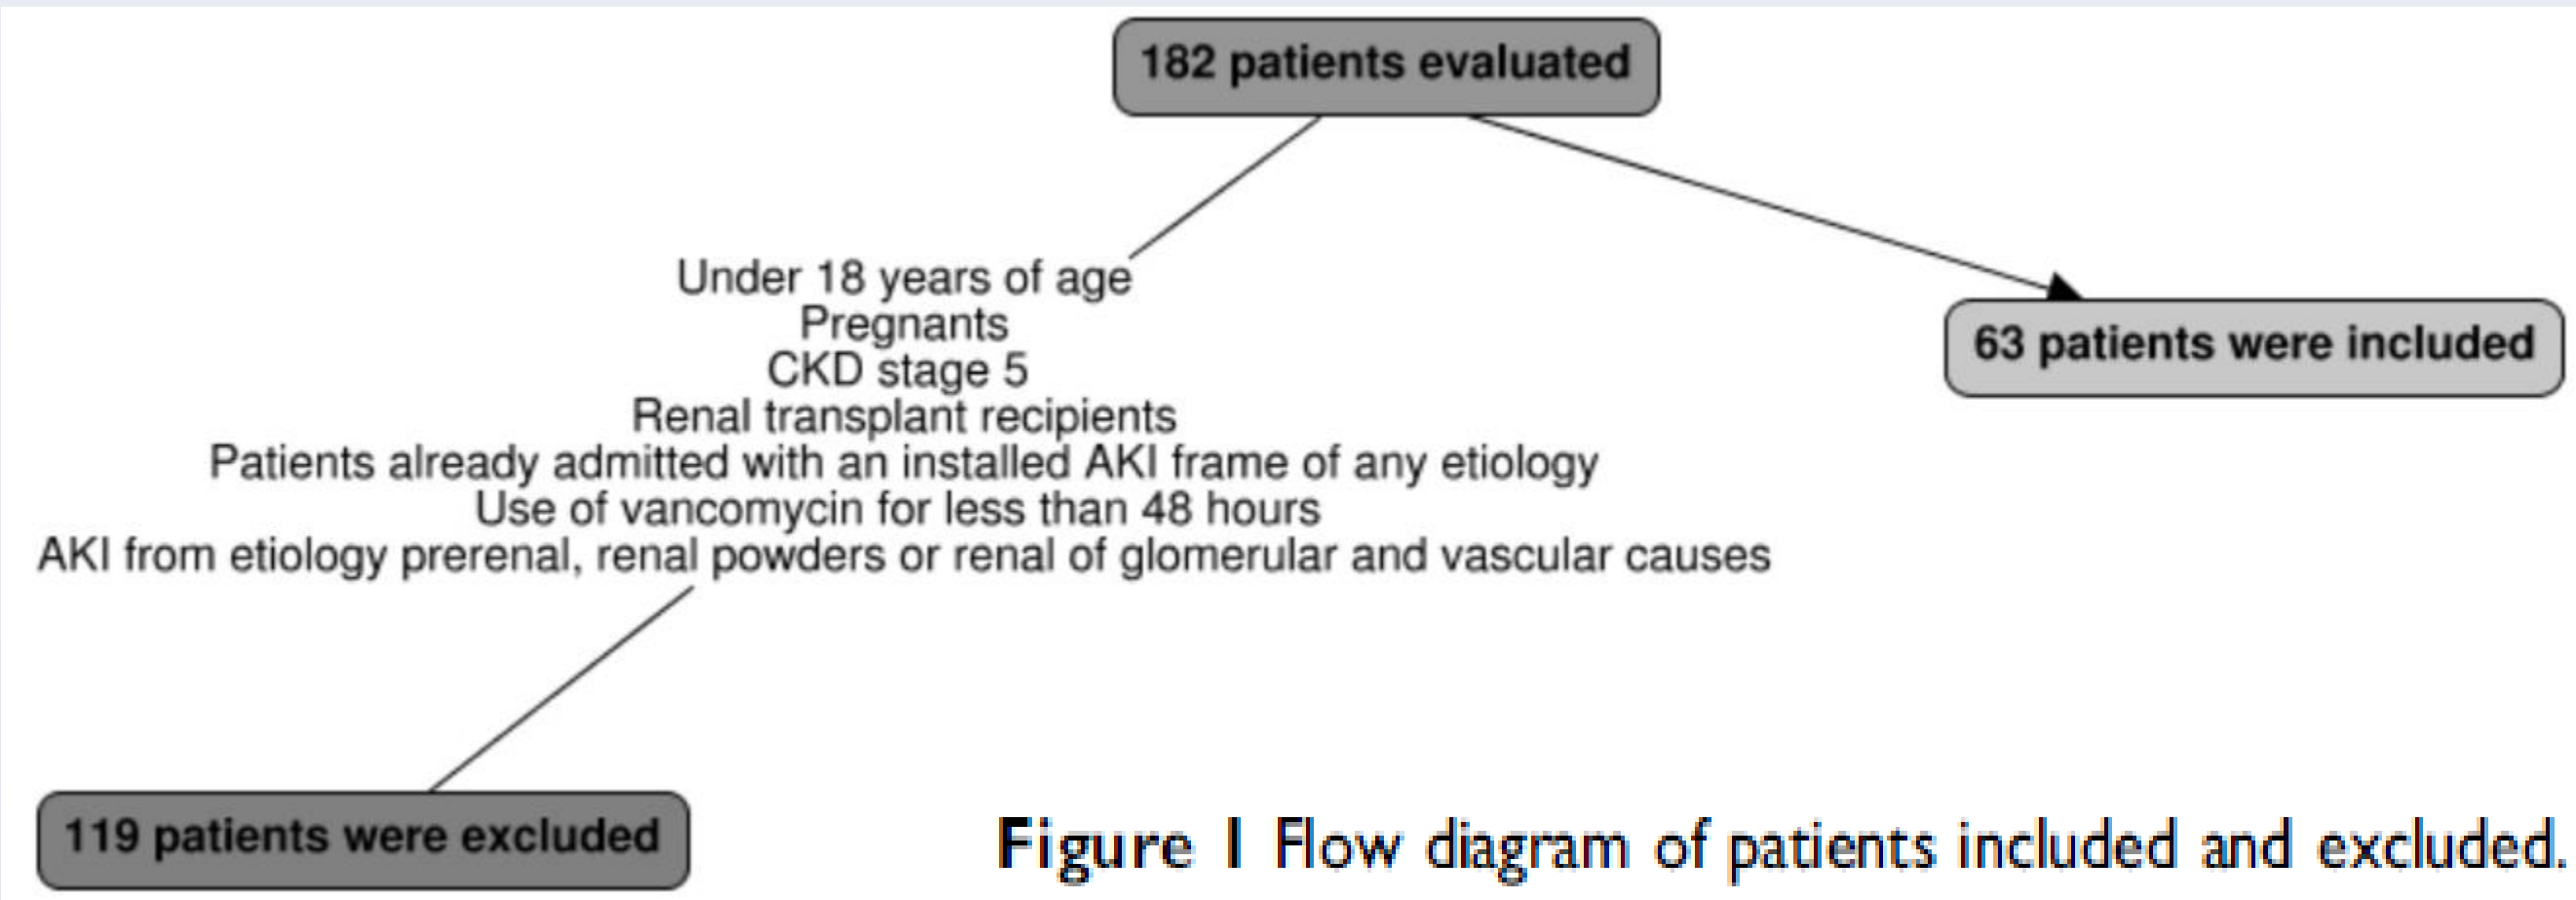 182 patients evaluated
Under 18 years of age
Pregnants
CKD stage 5
Renal transplant recipients
Patients already admitted with an installed AKI frame of any etiology
Use of vancomycin for less than 48 hours
AKI from etiology prerenal, renal powders or renal of glomerular and vascular causes
63 patients were included
119 patients were excluded
Figure 1 Flow diagram of patients included and excluded.